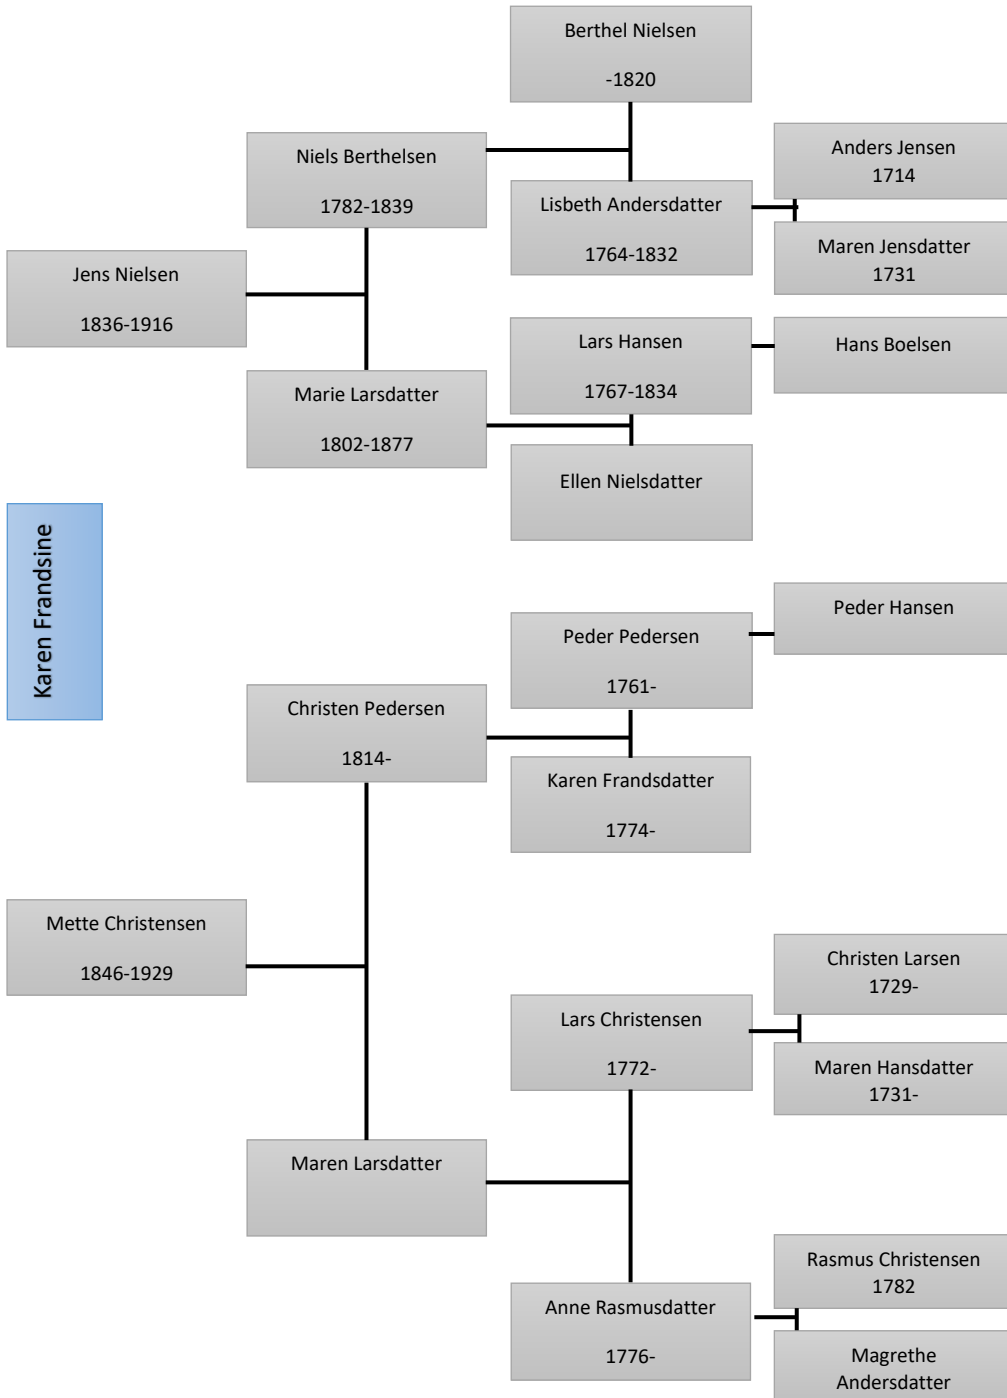 Berthel Nielsen
-1820
Niels Berthelsen
1782-1839
Anders Jensen
1714
Lisbeth Andersdatter
1764-1832
Maren Jensdatter
1731
Jens Nielsen
1836-1916
Lars Hansen
1767-1834
Hans Boelsen
Marie Larsdatter
1802-1877
Ellen Nielsdatter
Karen Frandsine
Peder Hansen
Peder Pedersen
1761-
Christen Pedersen
1814-
Karen Frandsdatter
1774-
Mette Christensen
1846-1929
Christen Larsen
1729-
Lars Christensen
1772-
Maren Hansdatter
1731-
Maren Larsdatter
Rasmus Christensen
1782
Anne Rasmusdatter
1776-
Magrethe
Andersdatter